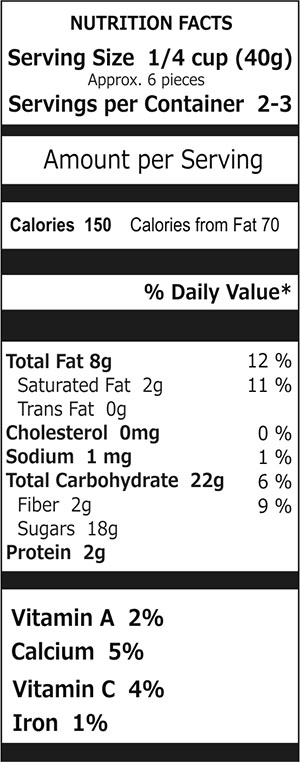 NUTRITION FACTS
Serving Size 1/4 cup (40g)
Approx. 6 pieces
Servings per Container 2-3
Amount per Serving
Calories 150 Calories from Fat 70
% Daily Value*
Total Fat 8g 12 %
Saturated Fat 2g 11 %
Trans Fat 0g
Cholesterol 0mg 0 %
Sodium 1 mg 1 %
Total Carbohydrate 22g 6 %
Fiber 2g 9 %
Sugars 18g
Protein 2g
Vitamin A 2%
Calcium 5%
Vitamin C 4%
Iron 1%